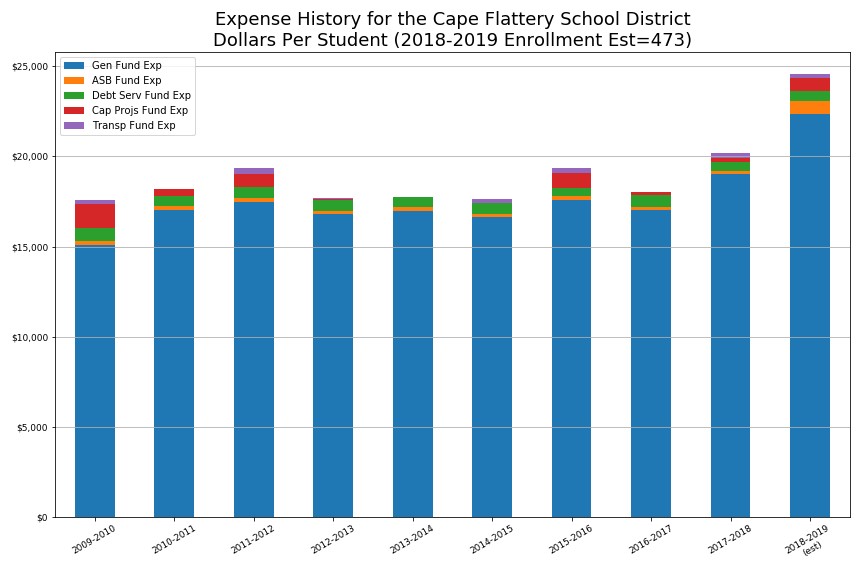 Expense History for the Cape Flattery School District
Dollars Per Student (2018-2019 Enrollment Est=473)
Gen Fund Exp
ASB Fund Exp
Debt Serv Fund Exp
Cap Projs Fund Exp
Transp Fund Exp
$25,000
$20,000
$15,000
$10,000
$5,000
$0
2009-2010
2010-2011
2011-2012
2012-2013
2013-2014
2014-2015
2015-2016
2016-2017
2017-2018
2018-2019
(est)